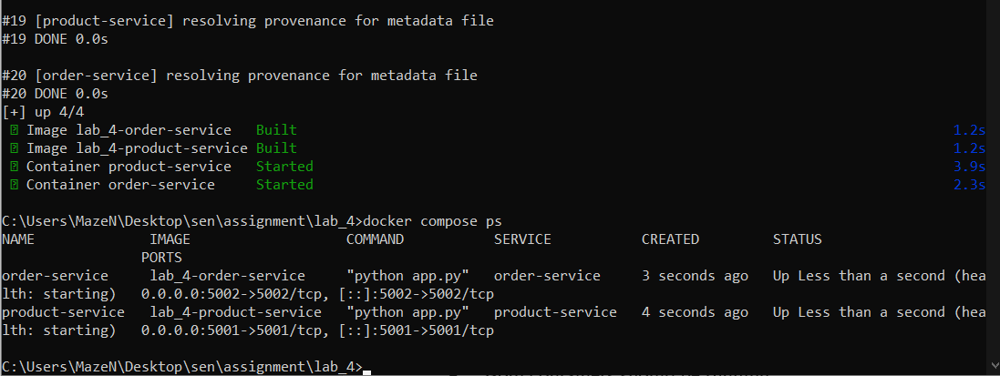 #19 [product-service] resolving provenance for metadata file
#19 DONE 0.0s
#20 [order-service] resolving provenance for metadata file
#20 DONE 0.0s
[+] up 4/4
Image lab_4-order-service Built 1.2s
Image lab_4-product-service Built 1.2s
Container product-service Started 3.9s
Container order-service Started 2.3s
C:\Users\MazeN\Desktop\sen\assignment\lab_4>docker compose ps
NAME IMAGE COMMAND SERVICE CREATED STATUS
PORTS
order-service lab_4-order-service "python app.py" order-service 3 seconds ago Up Less than a second (hea
lth: starting) 0.0.0.0:5002->5002/tcp, [::]:5002->5002/tcp
product-service lab_4-product-service "python app.py" product-service 4 seconds ago Up Less than a second (hea
lth: starting) 0.0.0.0:5001->5001/tcp, [::]:5001->5001/tcp
C:\Users\MazeN\Desktop\sen\assignment\lab_4>